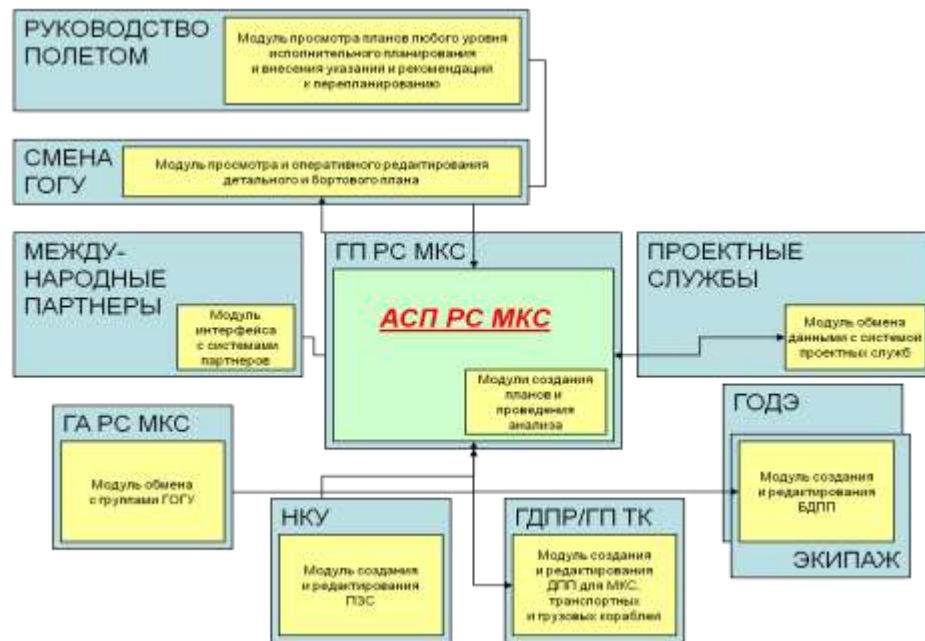 РУКОВОДСТВО
ПОЛЕТОМ
Модуль просмотра планов любого уровня
исполнительного планирования
и внесения указаний и рекомендации
к перепланированию
СМЕНА
ГОГУ
Модуль просмотра и оперативного редактирования
детального и бортового плана
МЕЖДУ-
НАРОДНЫЕ
ПАРТНЕРЫ
Модуль
интерфейса
с системами
партнеров
ГП РС МКС
АСП РС МКС
Модули создания
планов и
проведения
анализа
ПРОЕКТНЫЕ
СЛУЖБЫ
Модуль обмена
данными с системой
проектных служб
ГА РС МКС
Модуль обмена
с группами ГОГУ
НКУ
Модуль создания
и редактирования
ПЗС
ГДПР/ГП ТК
Модуль создания
и редактирования
ДПП для МКС,
транспортных
и грузовых кораблей
ГОДЭ
Модуль создания
и редактирования
БДПП
ЭКИПАЖ